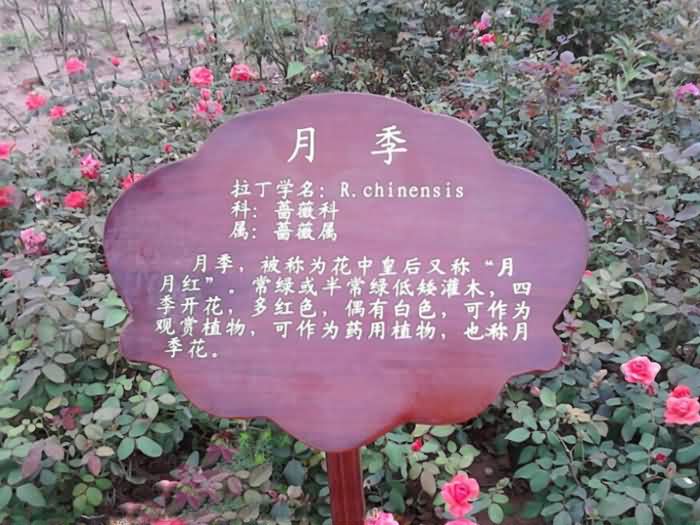 月 季
拉丁学名: R.chinensis
科: 蔷薇科
属: 蔷薇属
月季，被称为花中皇后又称“月
月红”。常绿或半常绿低矮灌木，四
季开花，多红色，偶有白色，可作为
观赏植物，可作为药用植物，也称月
季花。